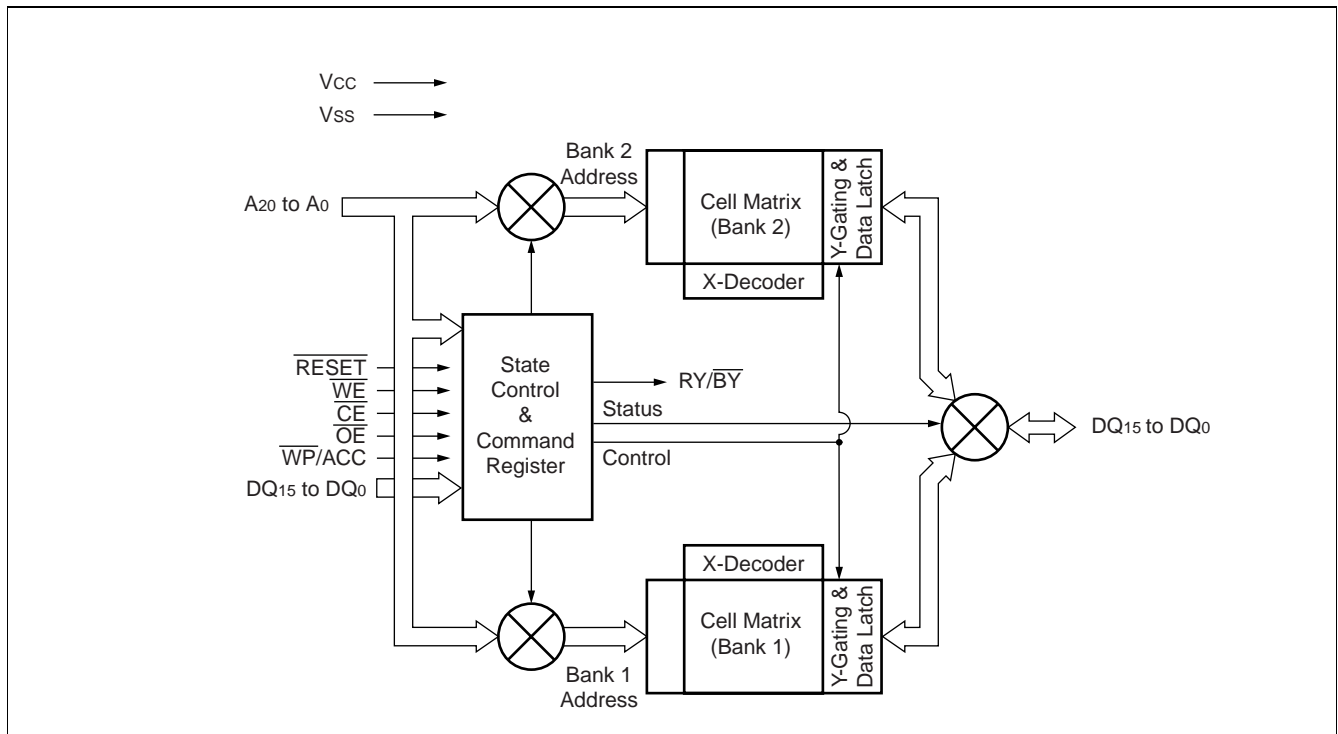 VCC
VSS
Bank 2
Address
A20 to A0
Cell Matrix
(Bank 2)
Y-Gating &
Data Latch
X-Decoder
RESET
WE
CE
OE
WP/ACC
DQ15 to DQ0
State
Control
&
Command
Register
RY/BY
Status
Control
DQ15 to DQ0
X-Decoder
Cell Matrix
(Bank 1)
Y-Gating &
Data Latch
Bank 1
Address